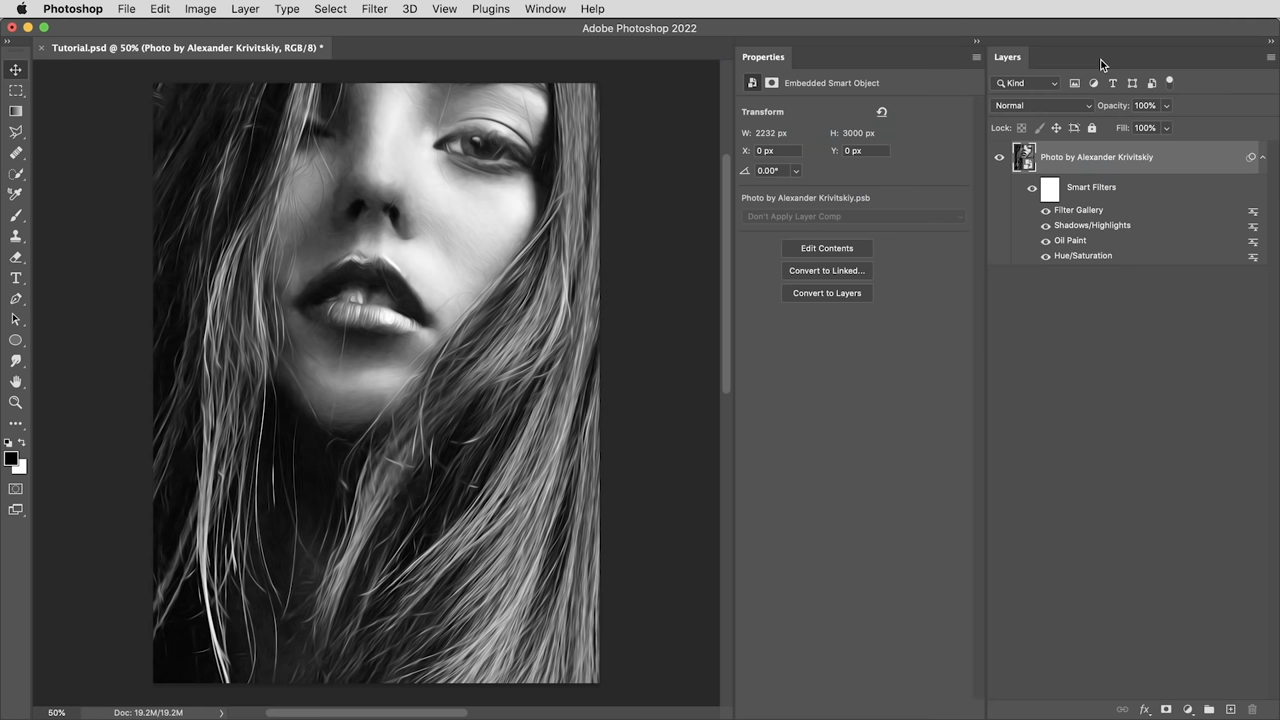 Photoshop File Edit Image Layer Type Select Filter 3D View Plugins Window Help
Adobe Photoshop 2022
Tutorial.psd @ 50% (Photo by Alexander Krivitskiy, RGB/8) *
Properties
Embedded Smart Object
Transform
W: 2232 px H: 3000 px
X: 0 px Y: 0 px
0.00°
Photo by Alexander Krivitskiy.psb
Don't Apply Layer Comp
Edit Contents
Convert to Linked...
Convert to Layers
Layers
Kind
Normal Opacity: 100%
Lock: Fill: 100%
Photo by Alexander Krivitskiy
Smart Filters
Filter Gallery
Shadows/Highlights
Oil Paint
Hue/Saturation
50% Doc: 19.2M/19.2M